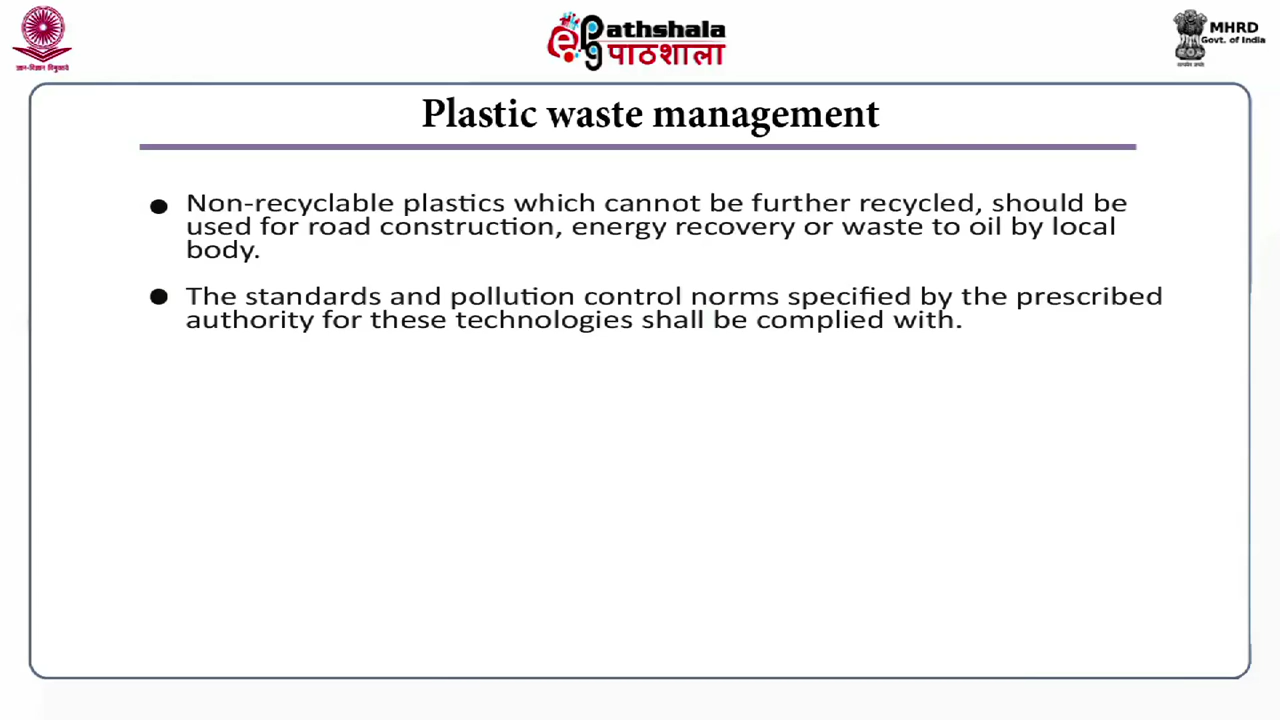 ज्ञान-विज्ञान विमुक्तये
ePG Pathshala
पाठशाला
MHRD
Govt. of India
Plastic waste management
● Non-recyclable plastics which cannot be further recycled, should be
used for road construction, energy recovery or waste to oil by local
body.
● The standards and pollution control norms specified by the prescribed
authority for these technologies shall be complied with.